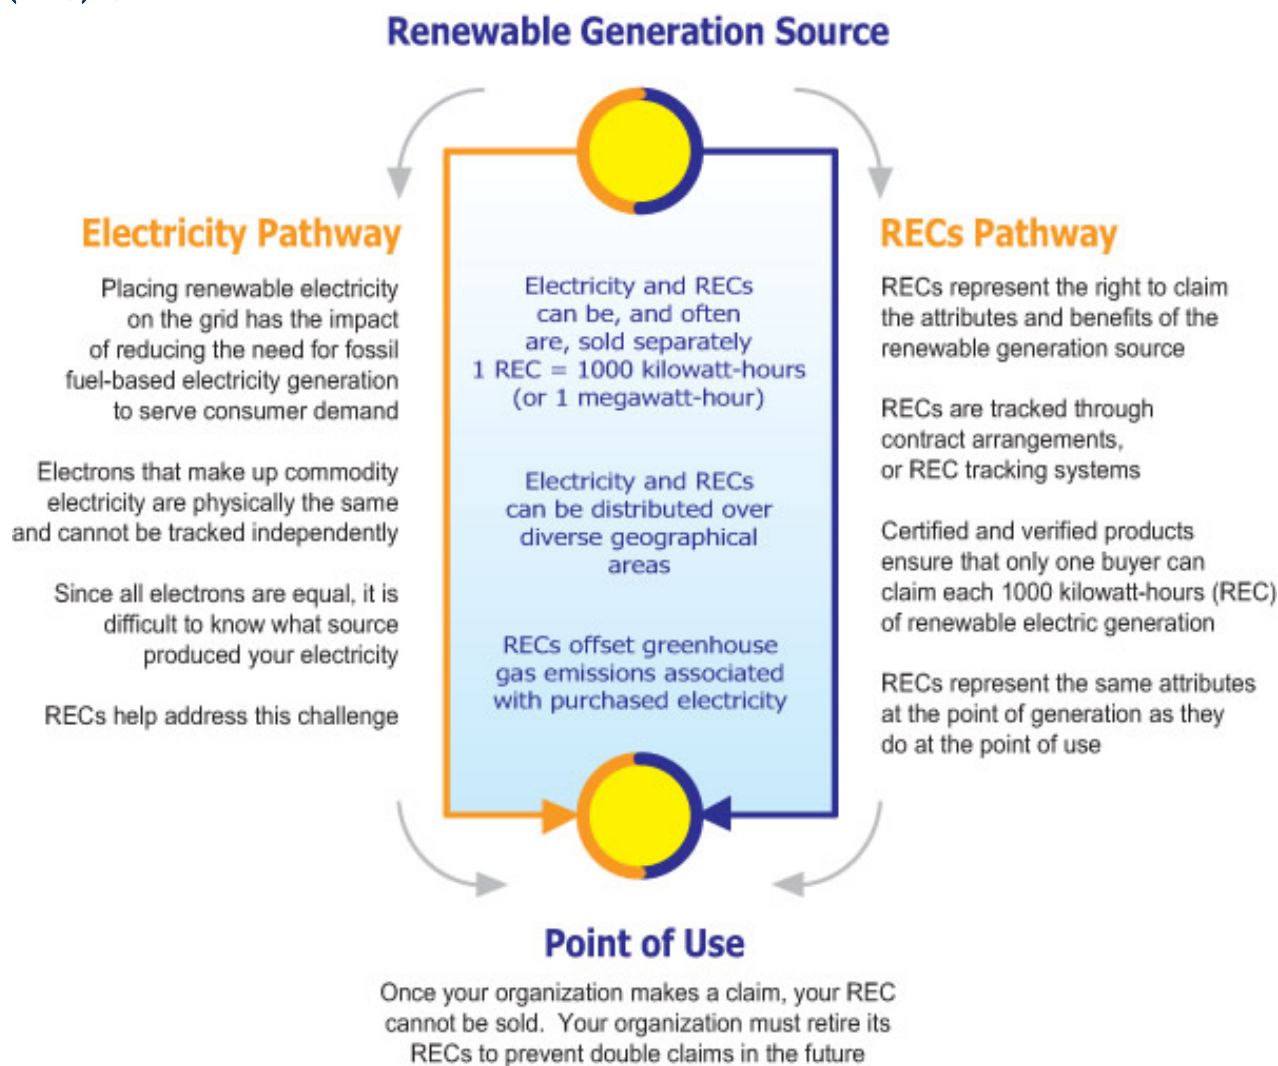 Renewable Generation Source
Electricity Pathway
Placing renewable electricity
on the grid has the impact
of reducing the need for fossil
fuel-based electricity generation
to serve consumer demand
Electrons that make up commodity
electricity are physically the same
and cannot be tracked independently
Since all electrons are equal, it is
difficult to know what source
produced your electricity
RECs help address this challenge
Electricity and RECs
can be, and often
are, sold separately
1 REC = 1000 kilowatt-hours
(or 1 megawatt-hour)
Electricity and RECs
can be distributed over
diverse geographical
areas
RECs offset greenhouse
gas emissions associated
with purchased electricity
RECs Pathway
RECs represent the right to claim
the attributes and benefits of the
renewable generation source
RECs are tracked through
contract arrangements,
or REC tracking systems
Certified and verified products
ensure that only one buyer can
claim each 1000 kilowatt-hours (REC)
of renewable electric generation
RECs represent the same attributes
at the point of generation as they
do at the point of use
Point of Use
Once your organization makes a claim, your REC
cannot be sold.  Your organization must retire its
RECs to prevent double claims in the future